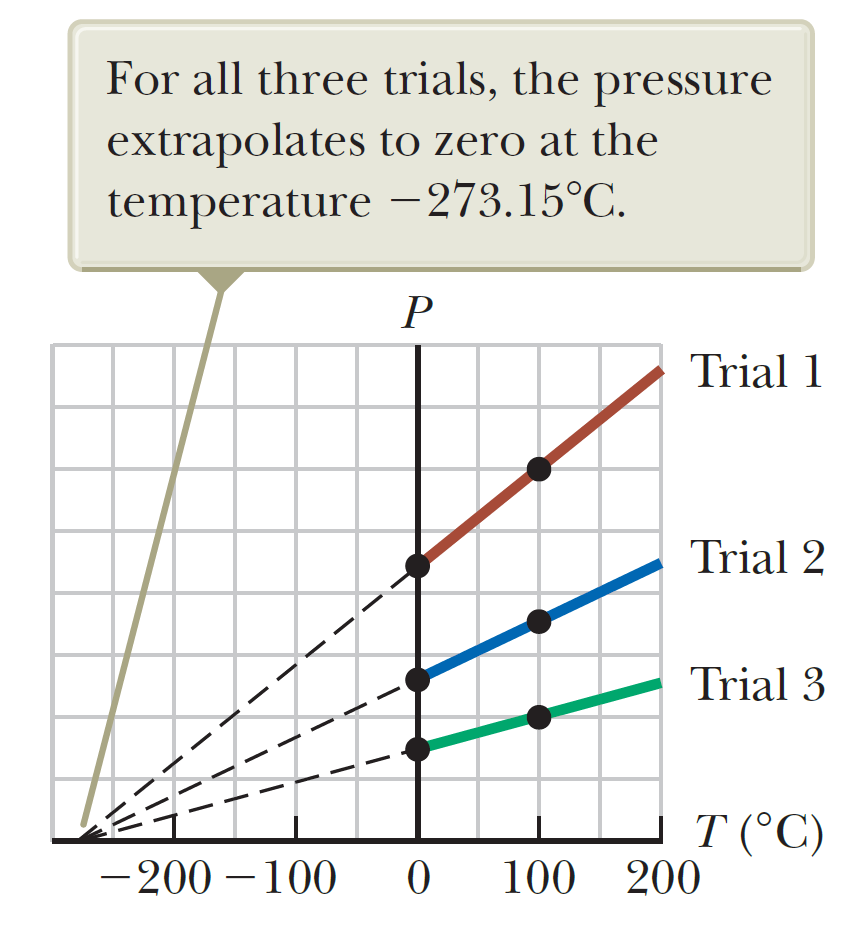 For all three trials, the pressure
extrapolates to zero at the
temperature −273.15°C.
P
Trial 1
Trial 2
Trial 3
T (°C)
−200 −100 0 100 200